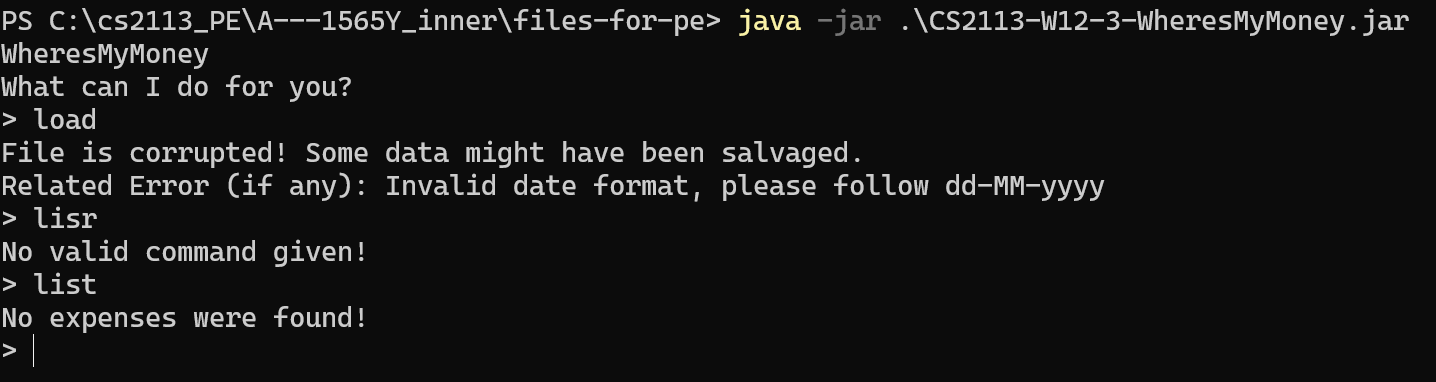 PS C:\cs2113_PE\A---1565Y_inner\files-for-pe> java -jar .\CS2113-W12-3-WheresMyMoney.jar
WheresMyMoney
What can I do for you?
> load
File is corrupted! Some data might have been salvaged.
Related Error (if any): Invalid date format, please follow dd-MM-yyyy
> lisr
No valid command given!
> list
No expenses were found!
>